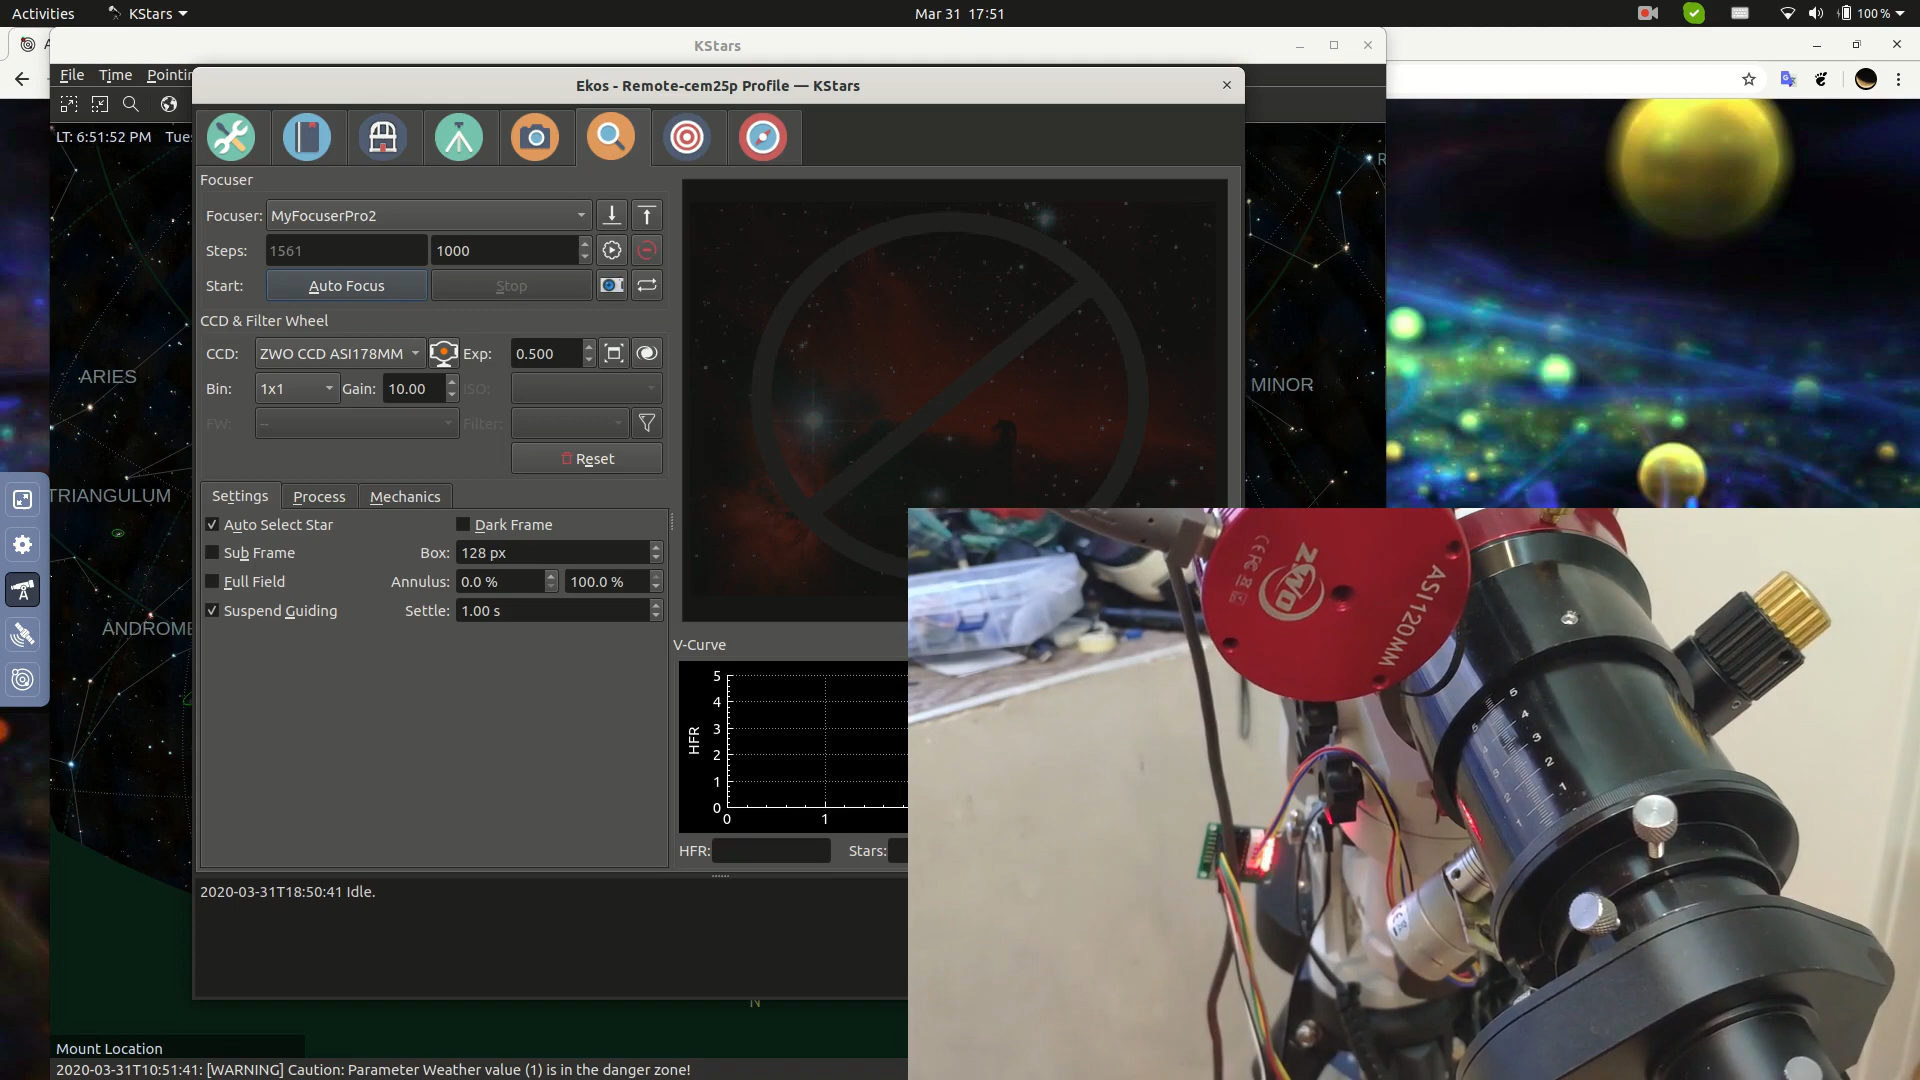 Activities KStars Mar 31 17:51 100 %
KStars
File Time Pointin
Ekos - Remote-cem25p Profile — KStars
LT: 6:51:52 PM Tues
Focuser
Focuser: MyFocuserPro2
Steps: 1561 1000
Start: Auto Focus Stop
CCD & Filter Wheel
CCD: ZWO CCD ASI178MM Exp: 0.500
Bin: 1x1 Gain: 10.00 ISO:
FW: -- Filter:
Reset
Settings Process Mechanics
Auto Select Star Dark Frame
Sub Frame Box: 128 px
Full Field Annulus: 0.0 % 100.0 %
Suspend Guiding Settle: 1.00 s
V-Curve
5
4
3
2
1
0
HFR
0 1
HFR: Stars:
2020-03-31T18:50:41 Idle.
ARIES
TRIANGULUM
ANDROME
MINOR
R
N
ZWO
ASI120MM
5
4
3
2
1
Mount Location
2020-03-31T10:51:41: [WARNING] Caution: Parameter Weather value (1) is in the danger zone!